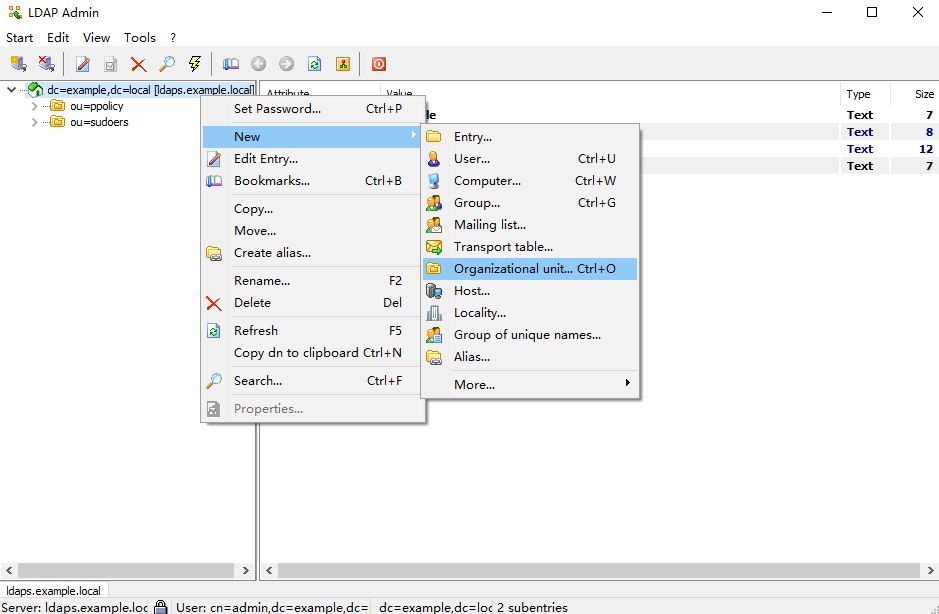 LDAP Admin
Start Edit View Tools ?
dc=example,dc=local [ldaps.example.local]
ou=ppolicy
ou=sudoers
Attribute Value Type Size
Text 7
Text 8
Text 12
Text 7
Set Password... Ctrl+P
New
Edit Entry...
Bookmarks... Ctrl+B
Copy...
Move...
Create alias...
Rename... F2
Delete Del
Refresh F5
Copy dn to clipboard Ctrl+N
Search... Ctrl+F
Properties...
Entry...
User... Ctrl+U
Computer... Ctrl+W
Group... Ctrl+G
Mailing list...
Transport table...
Organizational unit... Ctrl+O
Host...
Locality...
Group of unique names...
Alias...
More...
ldaps.example.local
Server: ldaps.example.loc User: cn=admin,dc=example,dc= dc=example,dc=loc 2 subentries